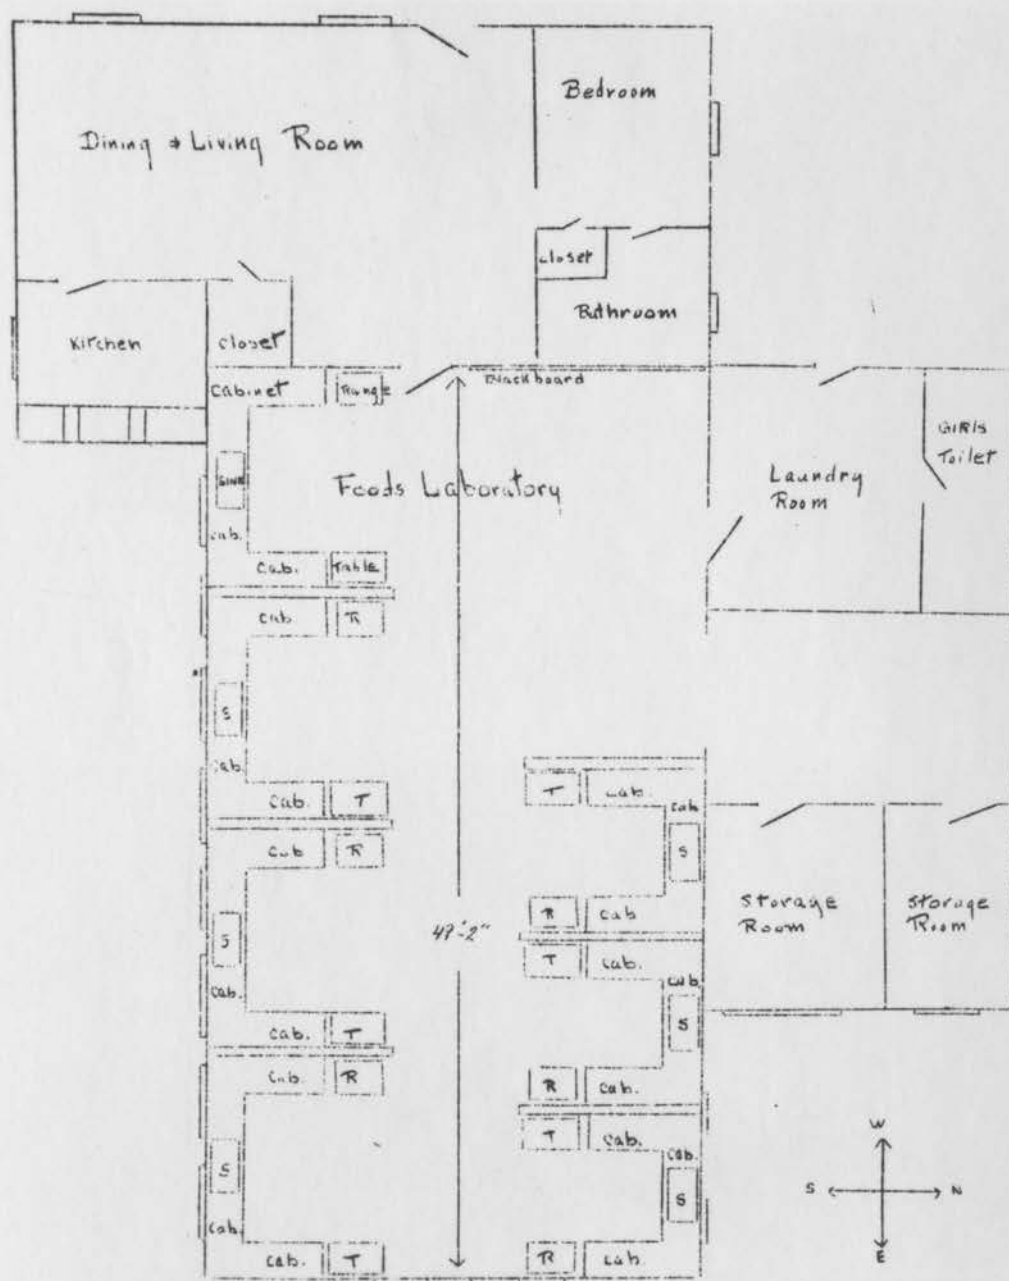 Bedroom
Dining & Living Room
Closet
Bathroom
Kitchen
Closet
Cabinet
Range
Blackboard
GIRLS
Toilet
Laundry
Room
SINK
Foods Laboratory
Cab.
Cab.
Table
Cab
R
S
Cab.
Cab.
T
T
Cab.
Cab
Cab
R
S
S
Storage
Room
Storage
Room
R
Cab
49'-2"
S
T
Cab.
Cab.
Cab.
S
Cab.
T
Cab.
R
R
Cab.
T
Cab.
Cab.
S
S
Cab.
Cab.
T
R
Cab.
W
S
N
E